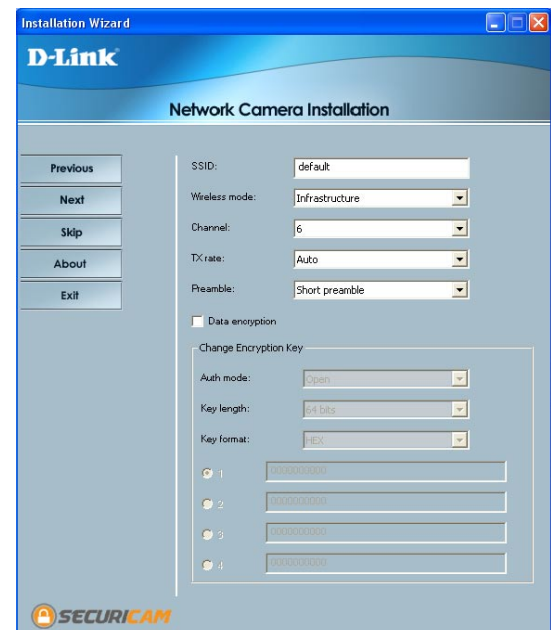 Installation Wizard
D-Link
Network Camera Installation
Previous
Next
Skip
About
Exit
SSID: default
Wireless mode: Infrastructure
Channel: 6
TX rate: Auto
Preamble: Short preamble
Data encryption
Change Encryption Key
Auth mode: Open
Key length: 64 bits
Key format: HEX
1 0000000000
2 0000000000
3 0000000000
4 0000000000
SECURICAM